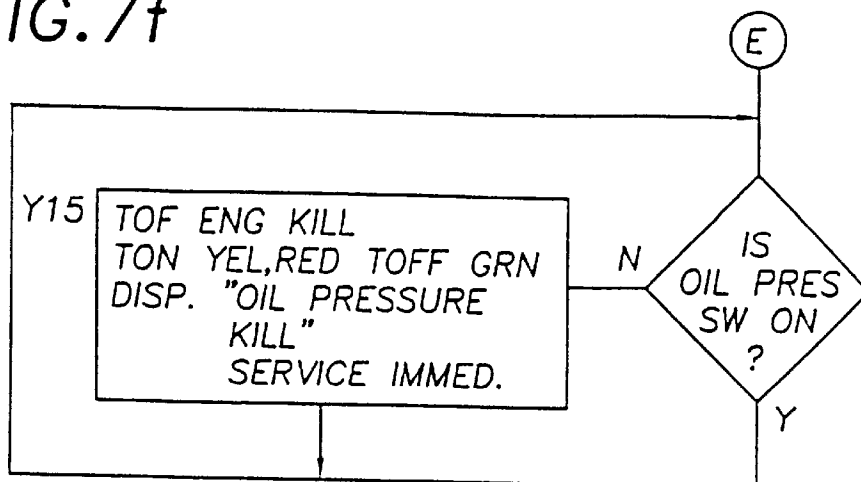 IG. 7f
E
Y15
TOF ENG KILL
TON YEL,RED TOFF GRN
DISP. "OIL PRESSURE
KILL"
SERVICE IMMED.
N
IS
OIL PRES
SW ON
?
Y